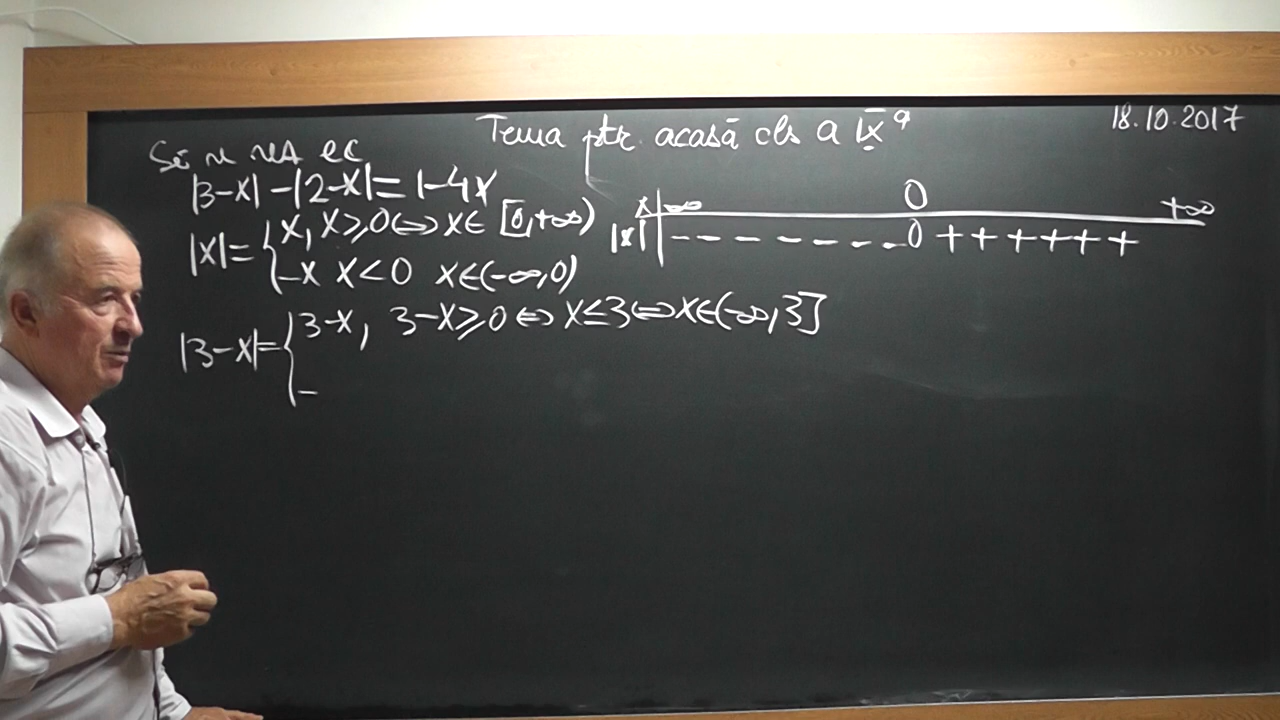 Tema ptr. acasă cls a IX a
18.10.2017
Să se rez ec
|3-x|-|2-x|=1-4x
|x|= { x, x≥0⇔x∈ [0,+∞)
-x x<0 x∈(-∞,0)
x | -∞ 0 +∞
|x| | - - - - - - - 0 + + + + + +
|3-x|= { 3-x, 3-x≥0⇔x≤3⇔x∈(-∞,3]
-